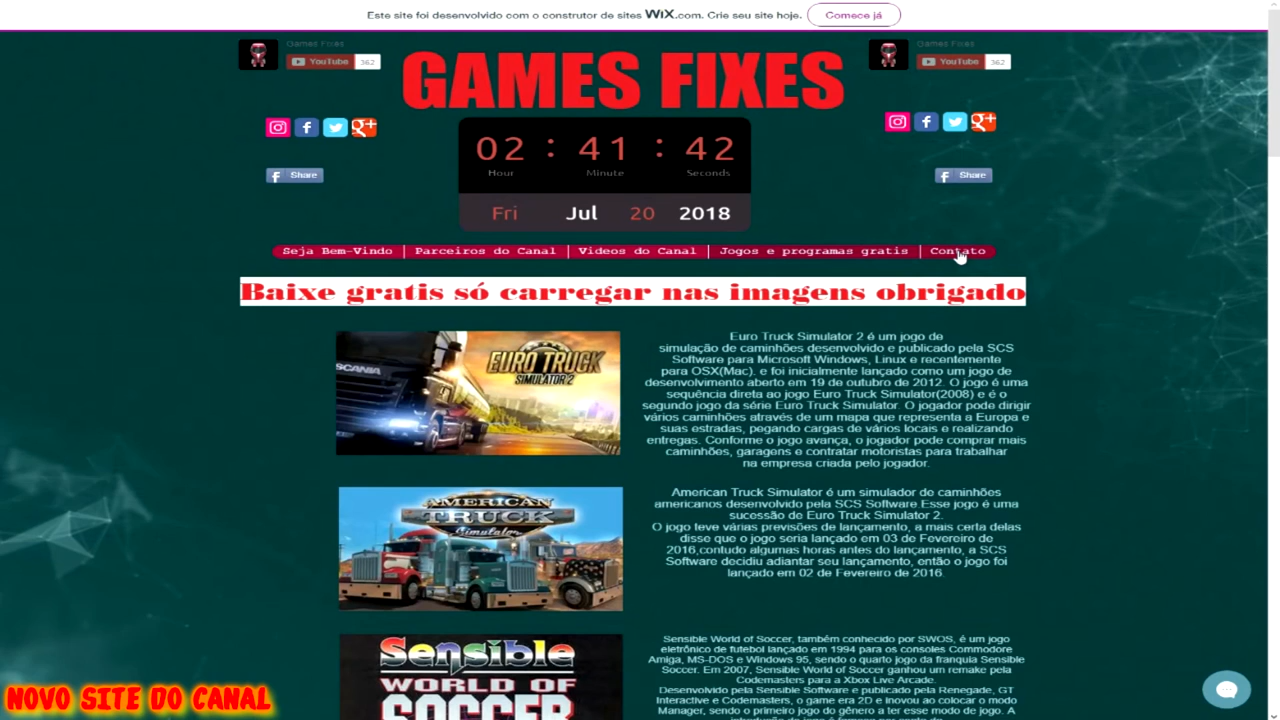 Este site foi desenvolvido com o construtor de sites WiX.com. Crie seu site hoje. Comece já
Games Fixes
YouTube 362
GAMES FIXES
Games Fixes
YouTube 362
02 : 41 : 42
Hour Minute Seconds
Fri Jul 20 2018
Share
Share
Seja Bem-Vindo | Parceiros do Canal | Videos do Canal | Jogos e programas gratis | Contato
Baixe gratis só carregar nas imagens obrigado
SCANIA
EURO TRUCK
SIMULATOR 2
Euro Truck Simulator 2 é um jogo de
simulação de caminhões desenvolvido e publicado pela SCS
Software para Microsoft Windows, Linux e recentemente
para OSX(Mac). e foi inicialmente lançado como um jogo de
desenvolvimento aberto em 19 de outubro de 2012. O jogo é uma
sequência direta ao jogo Euro Truck Simulator(2008) e é o
segundo jogo da série Euro Truck Simulator. O jogador pode dirigir
vários caminhões através de um mapa que representa a Europa e
suas estradas, pegando cargas de vários locais e realizando
entregas. Conforme o jogo avança, o jogador pode comprar mais
caminhões, garagens e contratar motoristas para trabalhar
na empresa criada pelo jogador.
AMERICAN
TRUCK
Simulator
American Truck Simulator é um simulador de caminhões
americanos desenvolvido pela SCS Software.Esse jogo é uma
sucessão de Euro Truck Simulator 2.
O jogo teve várias previsões de lançamento, a mais certa delas
disse que o jogo seria lançado em 03 de Fevereiro de
2016,contudo algumas horas antes do lançamento, a SCS
Software decidiu adiantar seu lançamento, então o jogo foi
lançado em 02 de Fevereiro de 2016.
Sensible
WORLD OF
SOCCER
Sensible World of Soccer, também conhecido por SWOS, é um jogo
eletrônico de futebol lançado em 1994 para os consoles Commodore
Amiga, MS-DOS e Windows 95, sendo o quarto jogo da franquia Sensible
Soccer. Em 2007, Sensible World of Soccer ganhou um remake pela
Codemasters para a Xbox Live Arcade.
Desenvolvido pela Sensible Software e publicado pela Renegade, GT
Interactive e Codemasters, o game era 2D e inovou ao colocar o modo
Manager, sendo o primeiro jogo do gênero a ter esse modo de jogo. A
NOVO SITE DO CANAL